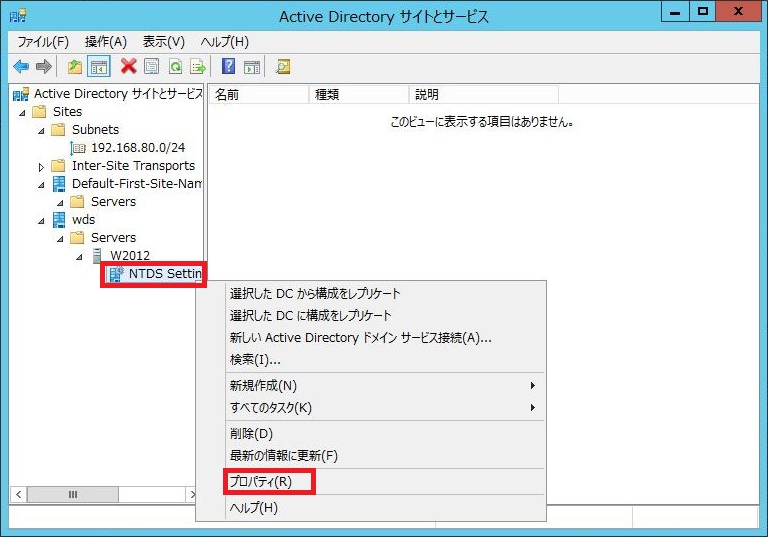 Active Directory サイトとサービス
ファイル(F) 操作(A) 表示(V) ヘルプ(H)
Active Directory サイトとサービス
Sites
Subnets
192.168.80.0/24
Inter-Site Transports
Default-First-Site-Nam
Servers
wds
Servers
W2012
NTDS Settin
名前 種類 説明
このビューに表示する項目はありません。
選択した DC から構成をレプリケート
選択した DC に構成をレプリケート
新しい Active Directory ドメイン サービス接続(A)...
検索(I)...
新規作成(N)
すべてのタスク(K)
削除(D)
最新の情報に更新(F)
プロパティ(R)
ヘルプ(H)